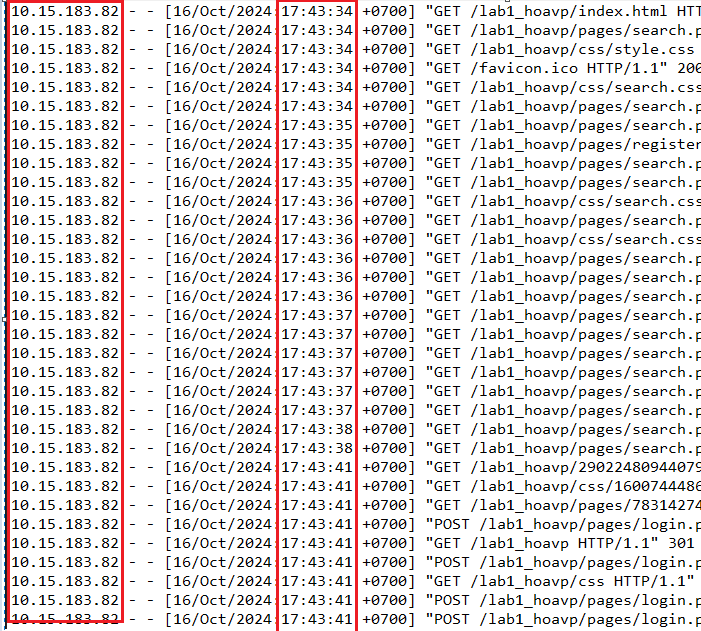 10.15.183.82 - - [16/Oct/2024:17:43:34 +0700] "GET /lab1_hoavp/index.html HTT
10.15.183.82 - - [16/Oct/2024:17:43:34 +0700] "GET /lab1_hoavp/pages/search.p
10.15.183.82 - - [16/Oct/2024:17:43:34 +0700] "GET /lab1_hoavp/css/style.css
10.15.183.82 - - [16/Oct/2024:17:43:34 +0700] "GET /favicon.ico HTTP/1.1" 200
10.15.183.82 - - [16/Oct/2024:17:43:34 +0700] "GET /lab1_hoavp/css/search.css
10.15.183.82 - - [16/Oct/2024:17:43:34 +0700] "GET /lab1_hoavp/pages/search.p
10.15.183.82 - - [16/Oct/2024:17:43:35 +0700] "GET /lab1_hoavp/pages/search.p
10.15.183.82 - - [16/Oct/2024:17:43:35 +0700] "GET /lab1_hoavp/pages/register
10.15.183.82 - - [16/Oct/2024:17:43:35 +0700] "GET /lab1_hoavp/pages/search.p
10.15.183.82 - - [16/Oct/2024:17:43:35 +0700] "GET /lab1_hoavp/pages/search.p
10.15.183.82 - - [16/Oct/2024:17:43:36 +0700] "GET /lab1_hoavp/css/search.css
10.15.183.82 - - [16/Oct/2024:17:43:36 +0700] "GET /lab1_hoavp/pages/search.p
10.15.183.82 - - [16/Oct/2024:17:43:36 +0700] "GET /lab1_hoavp/css/search.css
10.15.183.82 - - [16/Oct/2024:17:43:36 +0700] "GET /lab1_hoavp/pages/search.p
10.15.183.82 - - [16/Oct/2024:17:43:36 +0700] "GET /lab1_hoavp/pages/search.p
10.15.183.82 - - [16/Oct/2024:17:43:36 +0700] "GET /lab1_hoavp/pages/search.p
10.15.183.82 - - [16/Oct/2024:17:43:37 +0700] "GET /lab1_hoavp/pages/search.p
10.15.183.82 - - [16/Oct/2024:17:43:37 +0700] "GET /lab1_hoavp/pages/search.p
10.15.183.82 - - [16/Oct/2024:17:43:37 +0700] "GET /lab1_hoavp/pages/search.p
10.15.183.82 - - [16/Oct/2024:17:43:37 +0700] "GET /lab1_hoavp/pages/search.p
10.15.183.82 - - [16/Oct/2024:17:43:37 +0700] "GET /lab1_hoavp/pages/search.p
10.15.183.82 - - [16/Oct/2024:17:43:37 +0700] "GET /lab1_hoavp/pages/search.p
10.15.183.82 - - [16/Oct/2024:17:43:38 +0700] "GET /lab1_hoavp/pages/search.p
10.15.183.82 - - [16/Oct/2024:17:43:38 +0700] "GET /lab1_hoavp/pages/search.p
10.15.183.82 - - [16/Oct/2024:17:43:41 +0700] "GET /lab1_hoavp/29022480944079
10.15.183.82 - - [16/Oct/2024:17:43:41 +0700] "GET /lab1_hoavp/css/1600744486
10.15.183.82 - - [16/Oct/2024:17:43:41 +0700] "GET /lab1_hoavp/pages/78314274
10.15.183.82 - - [16/Oct/2024:17:43:41 +0700] "POST /lab1_hoavp/pages/login.p
10.15.183.82 - - [16/Oct/2024:17:43:41 +0700] "GET /lab1_hoavp HTTP/1.1" 301
10.15.183.82 - - [16/Oct/2024:17:43:41 +0700] "POST /lab1_hoavp/pages/login.p
10.15.183.82 - - [16/Oct/2024:17:43:41 +0700] "GET /lab1_hoavp/css HTTP/1.1"
10.15.183.82 - - [16/Oct/2024:17:43:41 +0700] "POST /lab1_hoavp/pages/login.p
10.15.183.82 - - [16/Oct/2024:17:43:41 +0700] "POST /lab1_hoavp/pages/login.p